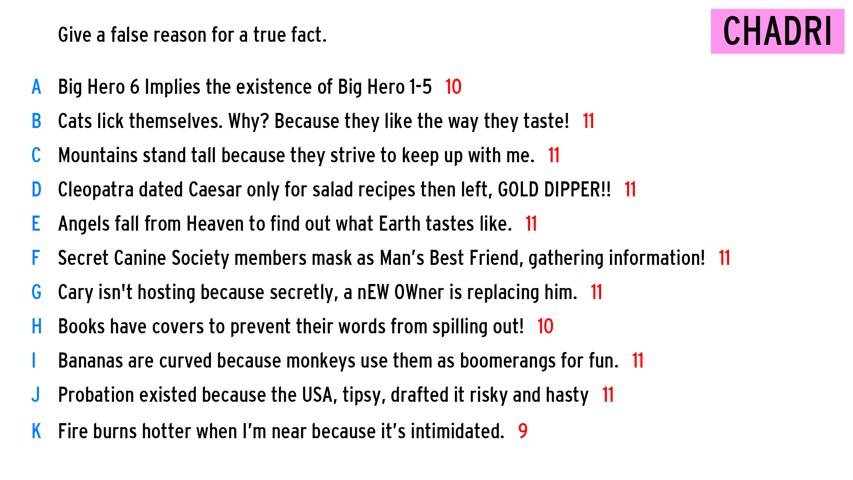 Give a false reason for a true fact.
CHADRI
A Big Hero 6 Implies the existence of Big Hero 1-5 10
B Cats lick themselves. Why? Because they like the way they taste! 11
C Mountains stand tall because they strive to keep up with me. 11
D Cleopatra dated Caesar only for salad recipes then left, GOLD DIPPER!! 11
E Angels fall from Heaven to find out what Earth tastes like. 11
F Secret Canine Society members mask as Man's Best Friend, gathering information! 11
G Cary isn't hosting because secretly, a nEW OWner is replacing him. 11
H Books have covers to prevent their words from spilling out! 10
I Bananas are curved because monkeys use them as boomerangs for fun. 11
J Probation existed because the USA, tipsy, drafted it risky and hasty 11
K Fire burns hotter when I'm near because it's intimidated. 9